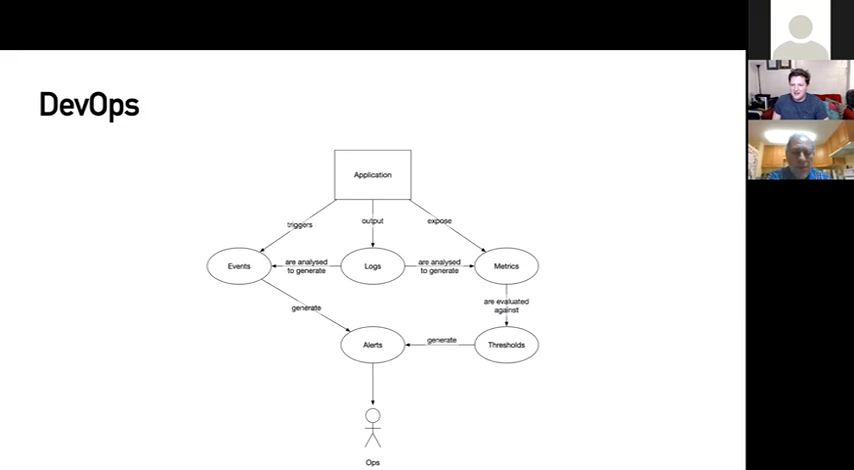 DevOps
Application
triggers
output
expose
Events
are analysed
to generate
Logs
are analysed
to generate
Metrics
generate
are evaluated
against
Alerts
generate
Thresholds
Ops